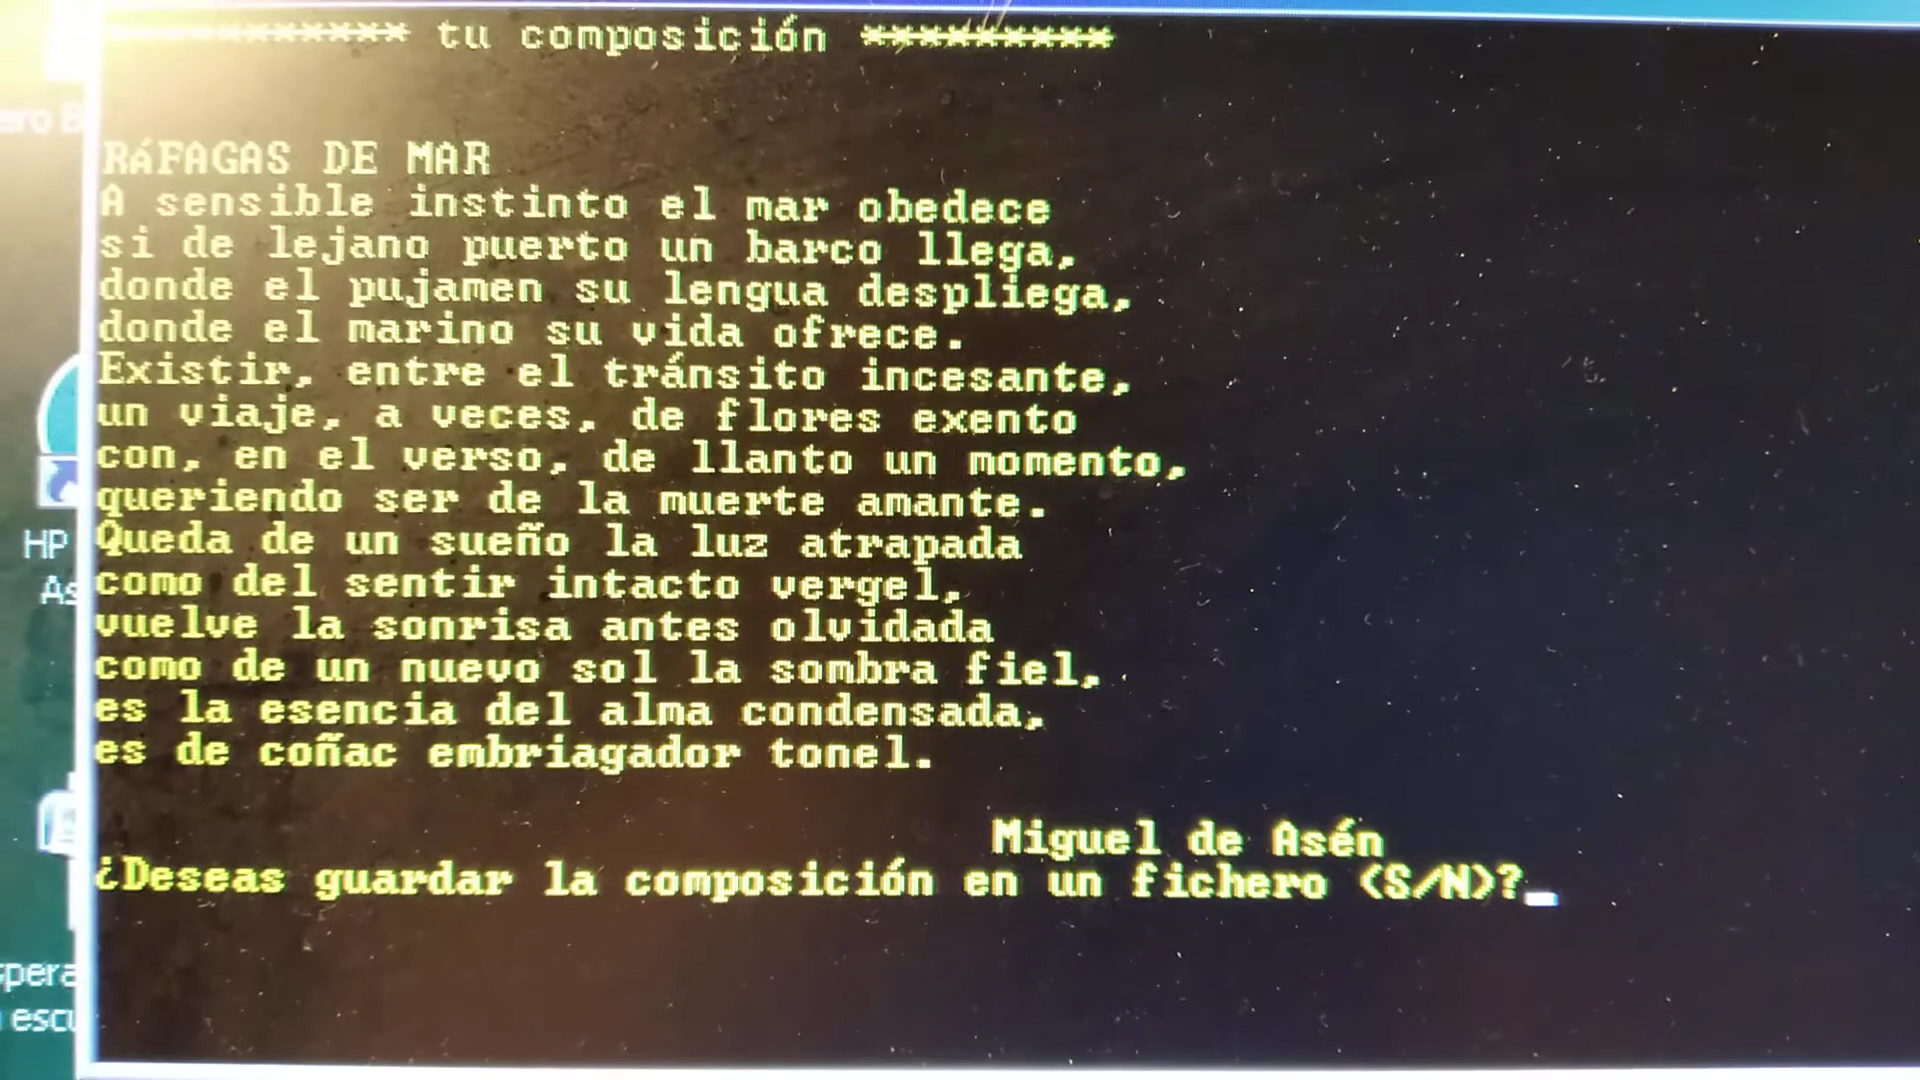 *********** tu composición *********
ero B
RÁFAGAS DE MAR
A sensible instinto el mar obedece
si de lejano puerto un barco llega,
donde el pujamen su lengua despliega,
donde el marino su vida ofrece.
Existir, entre el tránsito incesante,
un viaje, a veces, de flores exento
con, en el verso, de llanto un momento,
queriendo ser de la muerte amante.
Queda de un sueño la luz atrapada
como del sentir intacto vergel,
vuelve la sonrisa antes olvidada
como de un nuevo sol la sombra fiel,
es la esencia del alma condensada,
es de coñac embriagador tonel.
Miguel de Asén
¿Deseas guardar la composición en un fichero (S/N)?_
HP
As
spera
escu